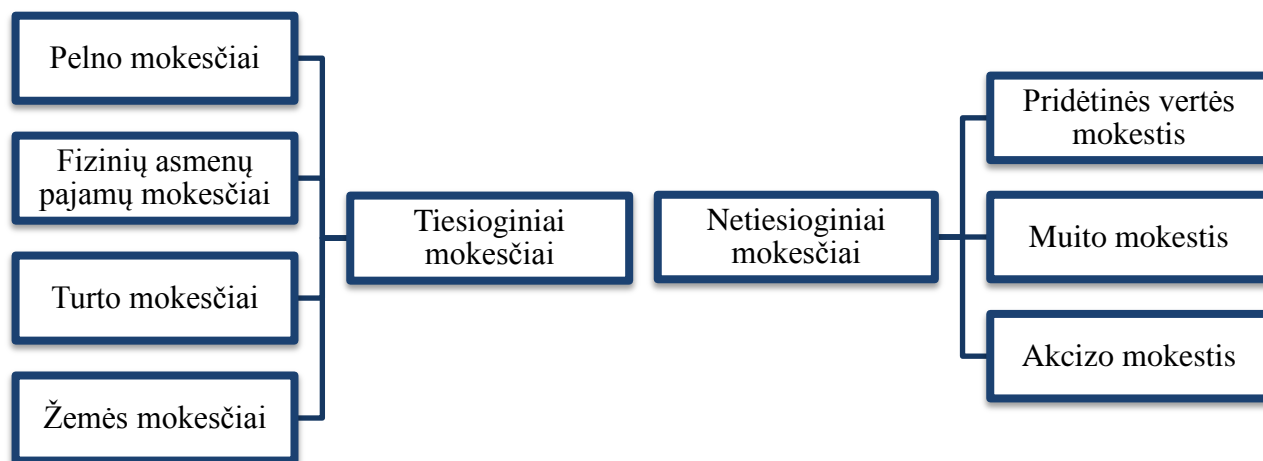 Pelno mokesčiai
Fizinių asmenų
pajamų mokesčiai
Turto mokesčiai
Žemės mokesčiai
Tiesioginiai
mokesčiai
Netiesioginiai
mokesčiai
Pridėtinės vertės
mokestis
Muito mokestis
Akcizo mokestis